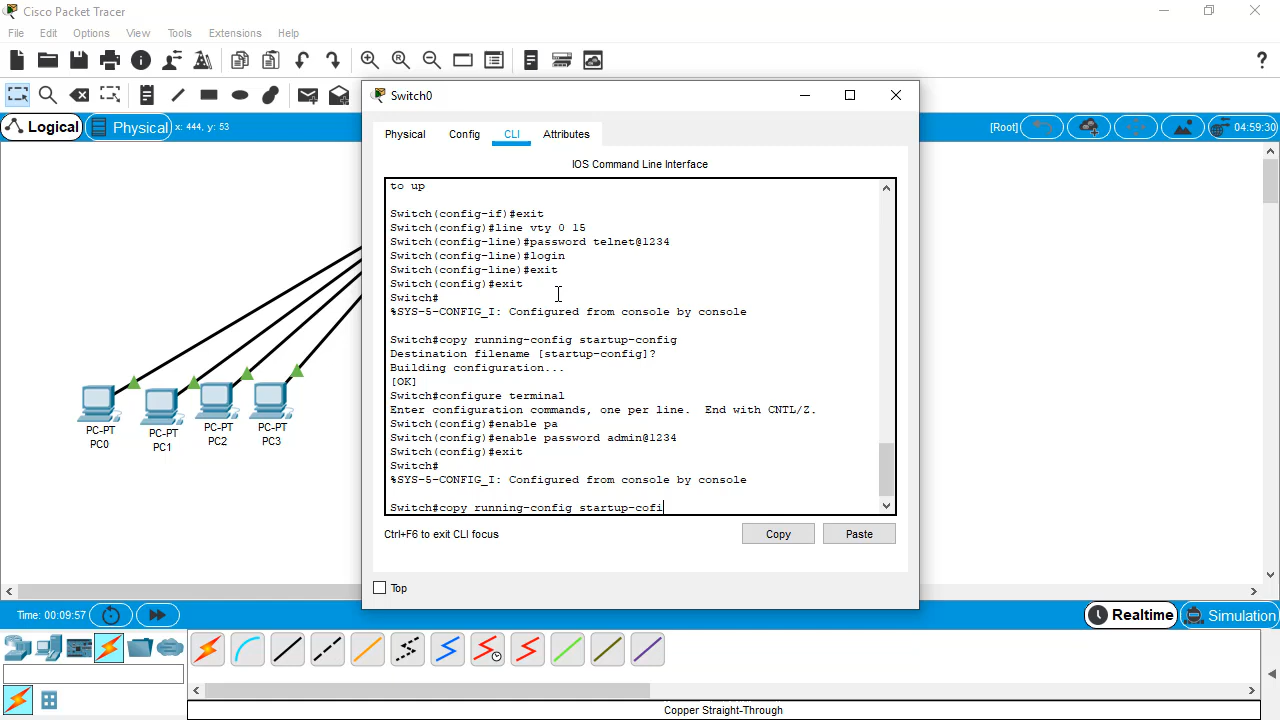 Cisco Packet Tracer
File Edit Options View Tools Extensions Help
Logical Physical x: 444, y: 53 [Root] 04:59:30
Switch0
Physical Config CLI Attributes
IOS Command Line Interface
to up
Switch(config-if)#exit
Switch(config)#line vty 0 15
Switch(config-line)#password telnet@1234
Switch(config-line)#login
Switch(config-line)#exit
Switch(config)#exit
Switch#
%SYS-5-CONFIG_I: Configured from console by console
Switch#copy running-config startup-config
Destination filename [startup-config]?
Building configuration...
[OK]
Switch#configure terminal
Enter configuration commands, one per line.  End with CNTL/Z.
Switch(config)#enable pa
Switch(config)#enable password admin@1234
Switch(config)#exit
Switch#
%SYS-5-CONFIG_I: Configured from console by console
Switch#copy running-config startup-cofi
Ctrl+F6 to exit CLI focus
Copy Paste
Top
PC-PT PC-PT PC-PT PC-PT
PC0 PC1 PC2 PC3
Time: 00:09:57 Realtime Simulation
Copper Straight-Through